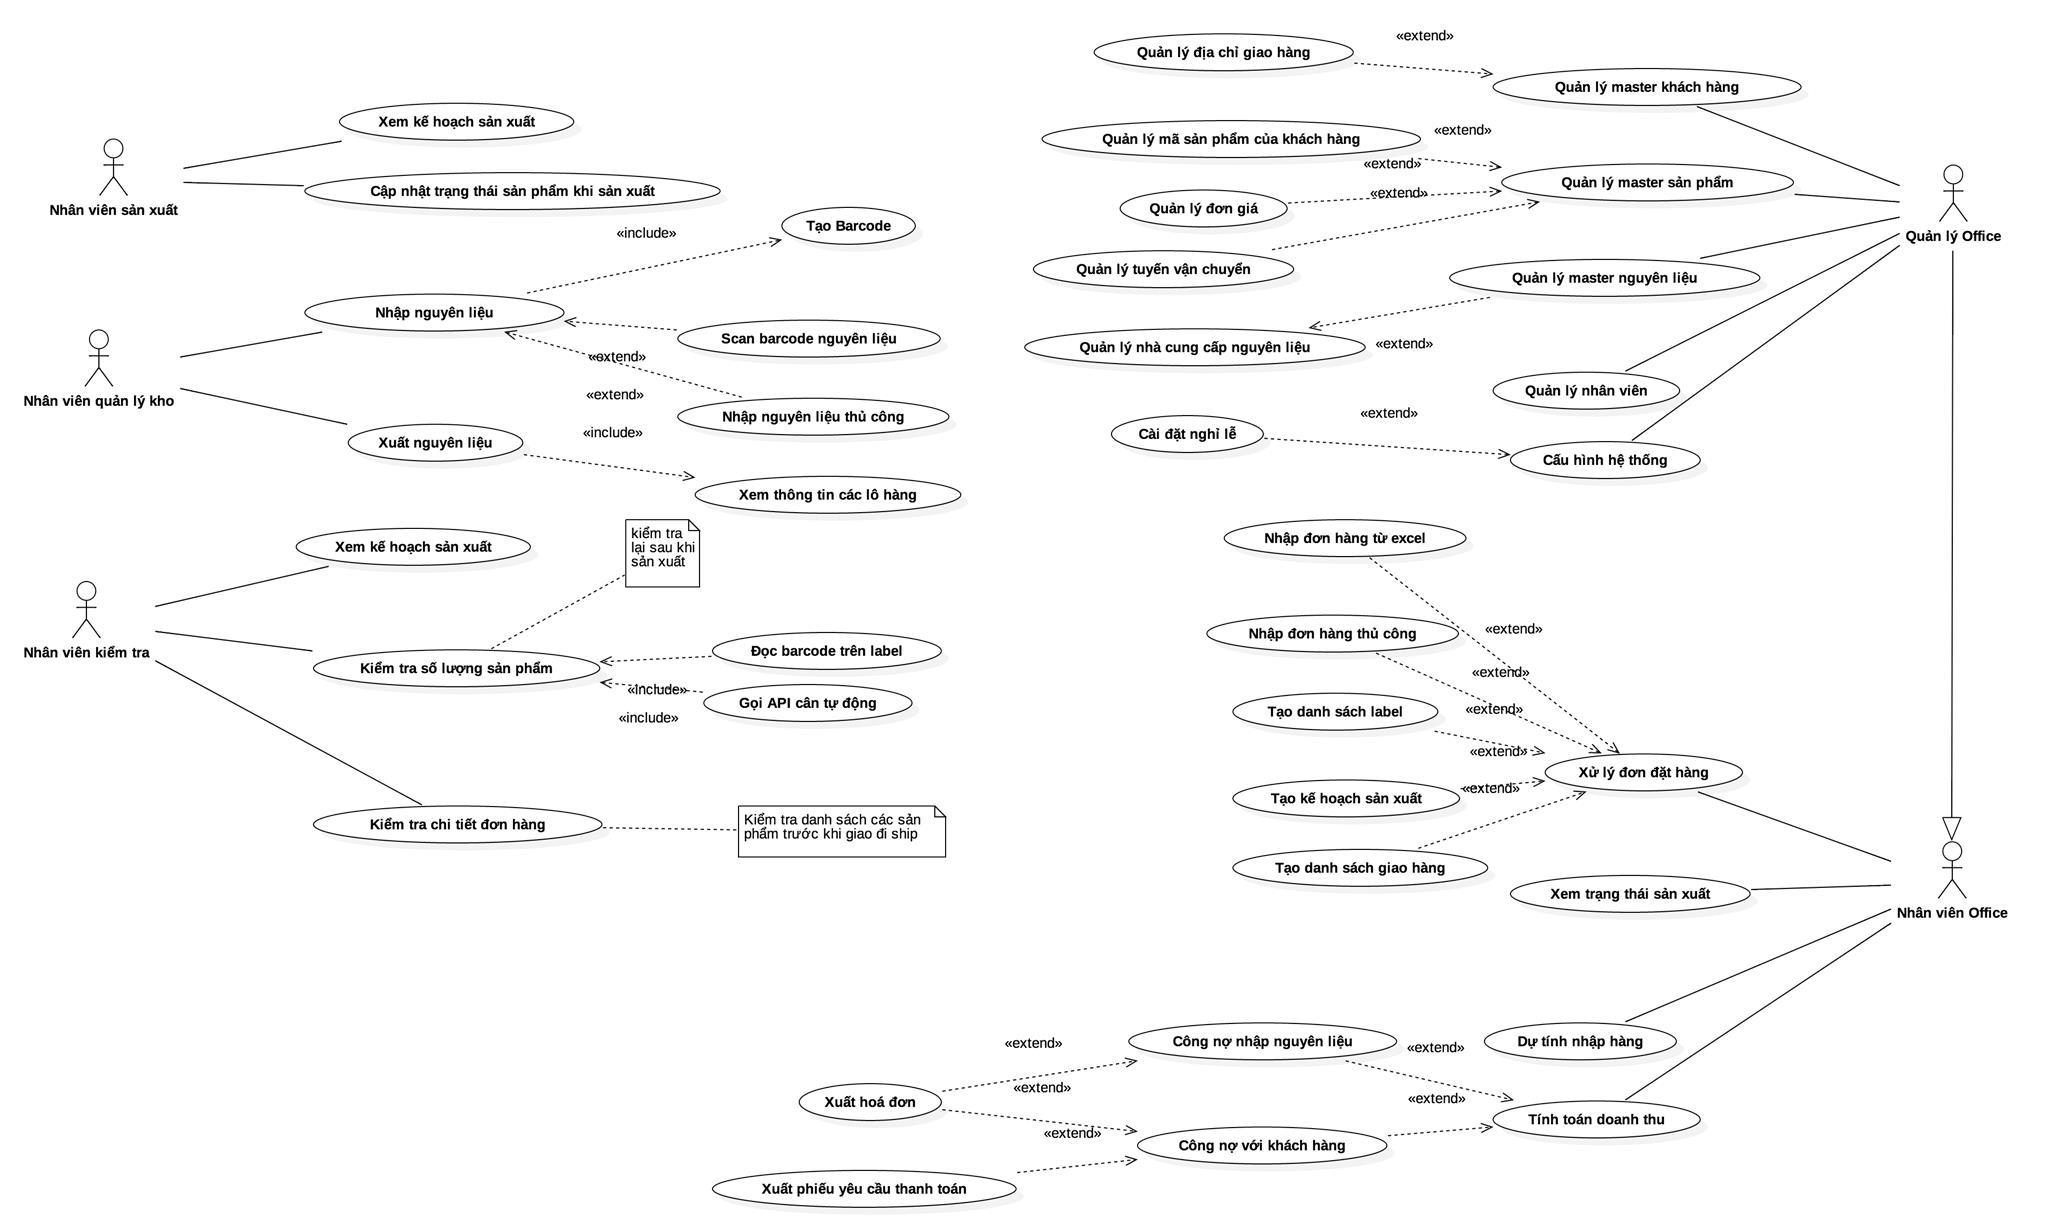 Xem kế hoạch sản xuất
Nhân viên sản xuất
Cập nhật trạng thái sản phẩm khi sản xuất
Tạo Barcode
«include»
Nhập nguyên liệu
Scan barcode nguyên liệu
«extend»
Nhân viên quản lý kho
«extend»
Nhập nguyên liệu thủ công
Xuất nguyên liệu
«include»
Xem thông tin các lô hàng
Xem kế hoạch sản xuất
kiểm tra
lại sau khi
sản xuất
Nhân viên kiểm tra
Kiểm tra số lượng sản phẩm
Đọc barcode trên label
«include»
Gọi API cân tự động
«include»
Kiểm tra chi tiết đơn hàng
Kiểm tra danh sách các sản
phẩm trước khi giao đi ship
Quản lý địa chỉ giao hàng
«extend»
Quản lý master khách hàng
Quản lý mã sản phẩm của khách hàng
«extend»
«extend»
Quản lý master sản phẩm
«extend»
Quản lý đơn giá
Quản lý Office
Quản lý tuyến vận chuyển
Quản lý master nguyên liệu
Quản lý nhà cung cấp nguyên liệu
«extend»
Quản lý nhân viên
«extend»
Cài đặt nghỉ lễ
Cấu hình hệ thống
Nhập đơn hàng từ excel
Nhập đơn hàng thủ công
«extend»
«extend»
Tạo danh sách label
«extend»
«extend»
Xử lý đơn đặt hàng
Tạo kế hoạch sản xuất
«extend»
Tạo danh sách giao hàng
Xem trạng thái sản xuất
Nhân viên Office
«extend»
Công nợ nhập nguyên liệu
«extend»
Dự tính nhập hàng
«extend»
Xuất hoá đơn
«extend»
Tính toán doanh thu
«extend»
Công nợ với khách hàng
Xuất phiếu yêu cầu thanh toán